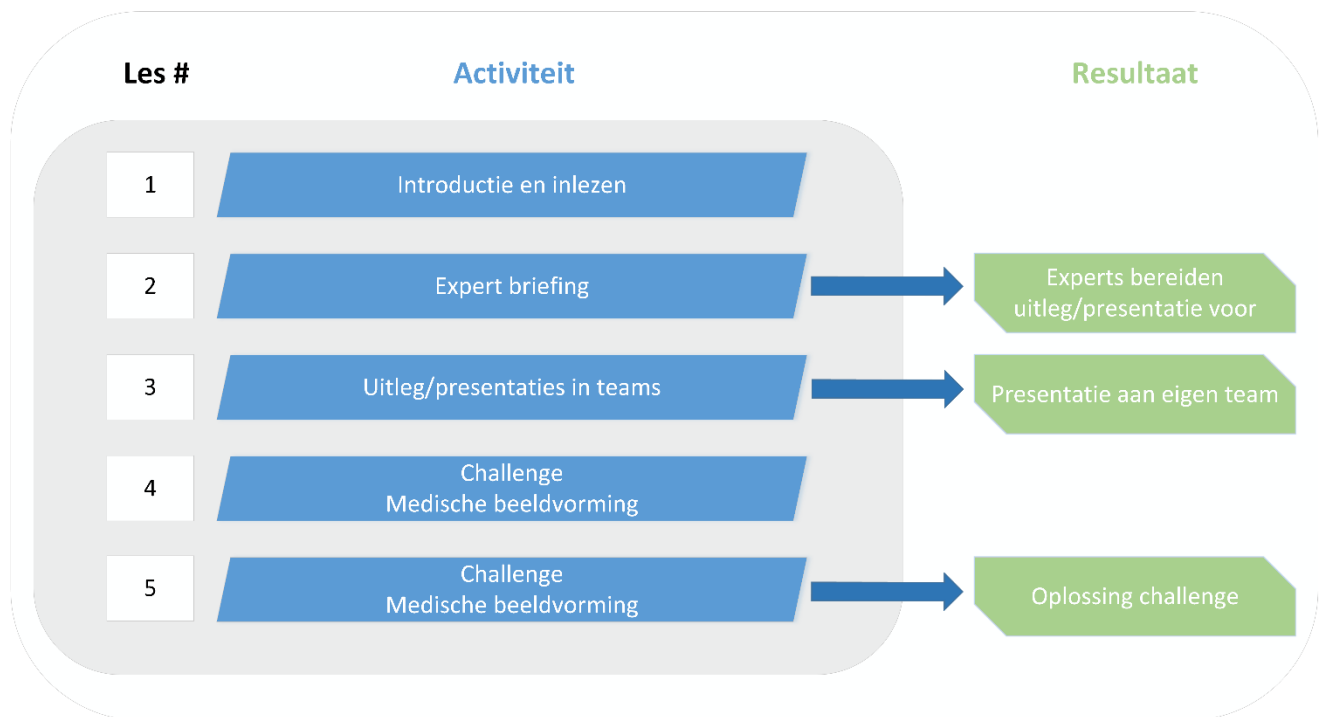 Les #
Activiteit
Resultaat
1
Introductie en inlezen
2
Expert briefing
Experts bereiden
uitleg/presentatie voor
3
Uitleg/presentaties in teams
Presentatie aan eigen team
4
Challenge
Medische beeldvorming
5
Challenge
Medische beeldvorming
Oplossing challenge